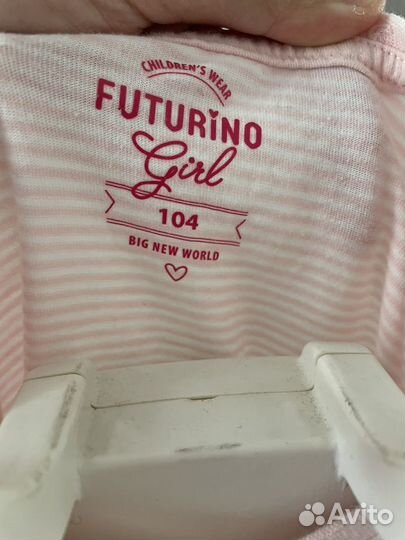 CHILDREN'S WEAR
FUTURiNO
Girl
104
BIG NEW WORLD
Avito